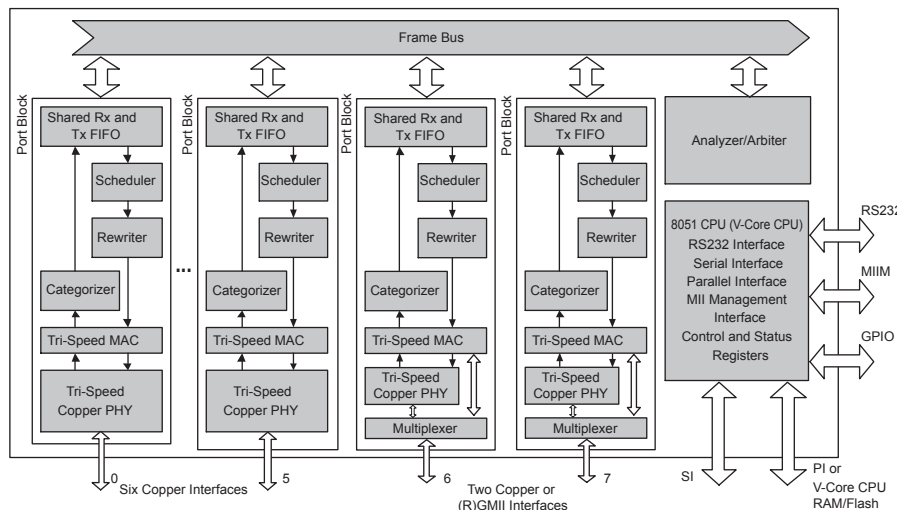 Frame Bus
Port Block
Shared Rx and
Tx FIFO
Scheduler
Rewriter
Categorizer
Tri-Speed MAC
Tri-Speed
Copper PHY
...
Port Block
Shared Rx and
Tx FIFO
Scheduler
Rewriter
Categorizer
Tri-Speed MAC
Tri-Speed
Copper PHY
Port Block
Shared Rx and
Tx FIFO
Scheduler
Rewriter
Categorizer
Tri-Speed MAC
Tri-Speed
Copper PHY
Multiplexer
Port Block
Shared Rx and
Tx FIFO
Scheduler
Rewriter
Categorizer
Tri-Speed MAC
Tri-Speed
Copper PHY
Multiplexer
Analyzer/Arbiter
8051 CPU (V-Core CPU)
RS232 Interface
Serial Interface
Parallel Interface
MII Management
Interface
Control and Status
Registers
RS232
MIIM
GPIO
0
5
6
7
Six Copper Interfaces
Two Copper or
(R)GMII Interfaces
SI
PI or
V-Core CPU
RAM/Flash